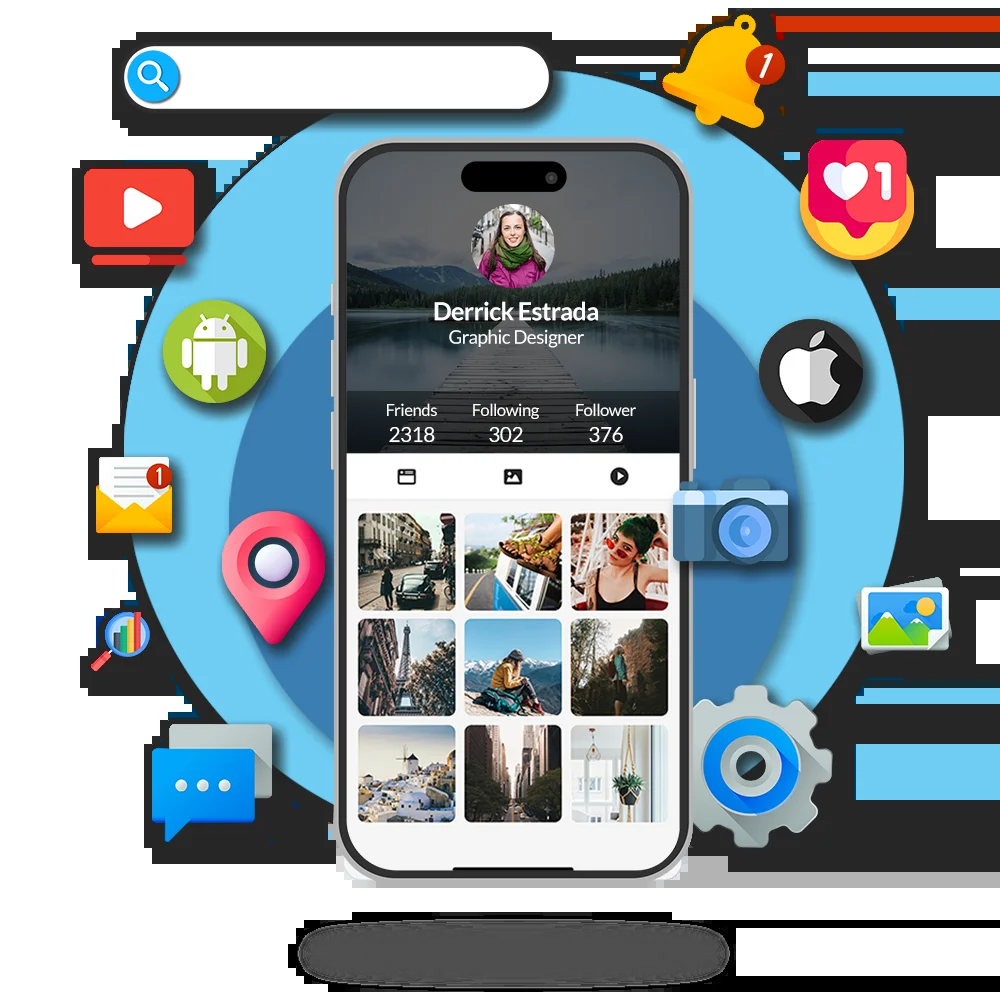 1
1
Derrick Estrada
Graphic Designer
Friends Following Follower
2318 302 376
1